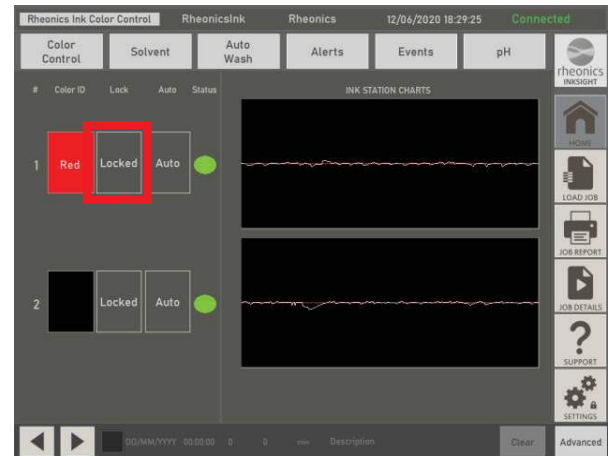 Rheonics Ink Color Control RheonicsInk Rheonics 12/06/2020 18:29:25 Connected
Color Control Solvent Auto Wash Alerts Events pH
rheonics
INKSIGHT
# Color ID Lock Auto Status INK STATION CHARTS
HOME
1 Red Locked Auto
LOAD JOB
JOB REPORT
2 Locked Auto
JOB DETAILS
SUPPORT
SETTINGS
DD/MM/YYYY 00:00:00 0 0 min Description Clear Advanced